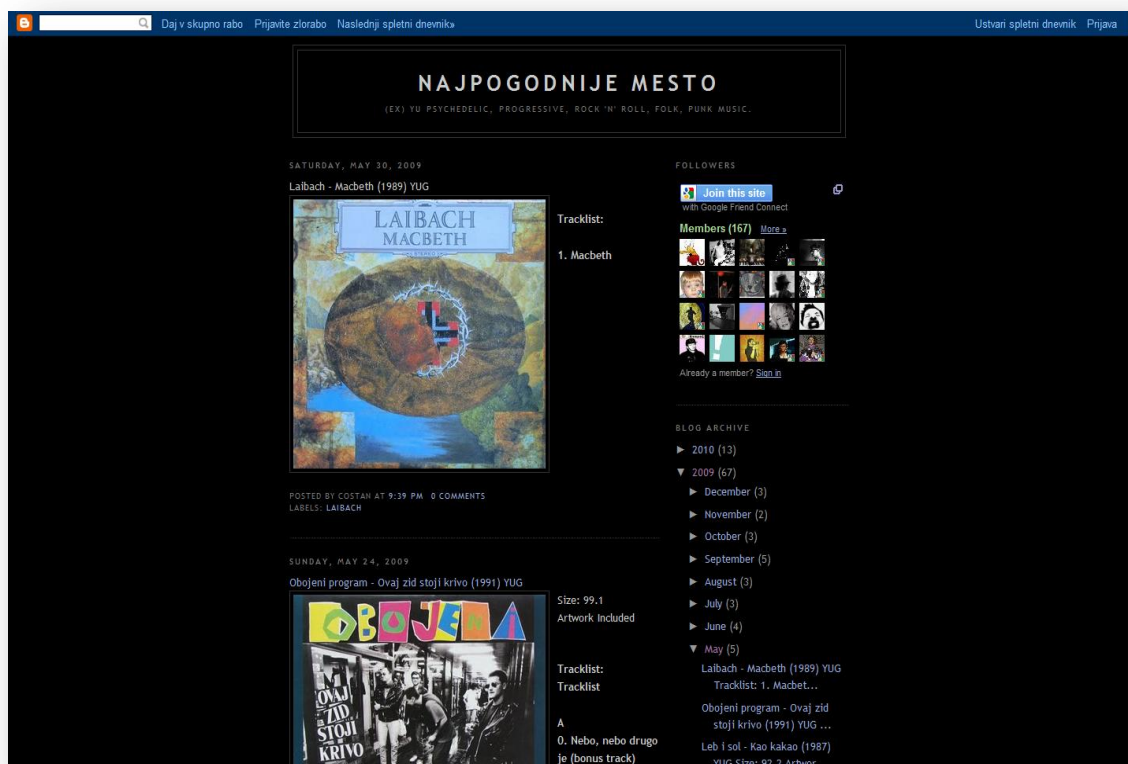 Daj v skupno rabo Prijavite zlorabo Naslednji spletni dnevnik»
Ustvari spletni dnevnik Prijava
NAJPOGODNIJE MESTO
(EX) YU PSYCHEDELIC, PROGRESSIVE, ROCK 'N' ROLL, FOLK, PUNK MUSIC.
SATURDAY, MAY 30, 2009
Laibach - Macbeth (1989) YUG
LAIBACH
MACBETH
Tracklist:
1. Macbeth
POSTED BY COSTAN AT 9:39 PM 0 COMMENTS
LABELS: LAIBACH
SUNDAY, MAY 24, 2009
Obojeni program - Ovaj zid stoji krivo (1991) YUG
OBOJENI
OVAJ
ZID
STOJI
KRIVO
Size: 99.1
Artwork Included
Tracklist:
Tracklist
A
0. Nebo, nebo drugo
je (bonus track)
FOLLOWERS
Join this site
with Google Friend Connect
Members (167) More »
Already a member? Sign in
BLOG ARCHIVE
► 2010 (13)
▼ 2009 (67)
► December (3)
► November (2)
► October (3)
► September (5)
► August (3)
► July (3)
► June (4)
▼ May (5)
Laibach - Macbeth (1989) YUG
Tracklist: 1. Macbet...
Obojeni program - Ovaj zid
stoji krivo (1991) YUG ...
Leb i sol - Kao kakao (1987)
YUG Size: 92.2 Artwor...